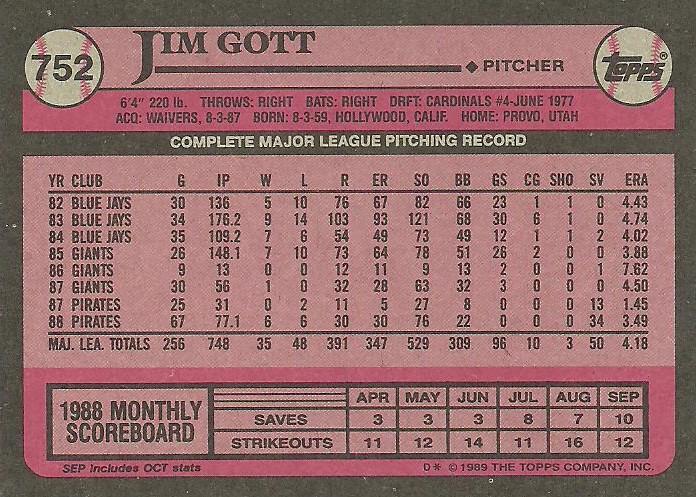 752
JIM GOTT
PITCHER
TOPPS®
6'4" 220 lb. THROWS: RIGHT BATS: RIGHT DRFT: CARDINALS #4-JUNE 1977
ACQ: WAIVERS, 8-3-87 BORN: 8-3-59, HOLLYWOOD, CALIF. HOME: PROVO, UTAH
COMPLETE MAJOR LEAGUE PITCHING RECORD
YR CLUB G IP W L R ER SO BB GS CG SHO SV ERA
82 BLUE JAYS 30 136 5 10 76 67 82 66 23 1 1 0 4.43
83 BLUE JAYS 34 176.2 9 14 103 93 121 68 30 6 1 0 4.74
84 BLUE JAYS 35 109.2 7 6 54 49 73 49 12 1 1 2 4.02
85 GIANTS 26 148.1 7 10 73 64 78 51 26 2 0 0 3.88
86 GIANTS 9 13 0 0 12 11 9 13 2 0 0 1 7.62
87 GIANTS 30 56 1 0 32 28 63 32 3 0 0 0 4.50
87 PIRATES 25 31 0 2 11 5 27 8 0 0 0 13 1.45
88 PIRATES 67 77.1 6 6 30 30 76 22 0 0 0 34 3.49
MAJ. LEA. TOTALS 256 748 35 48 391 347 529 309 96 10 3 50 4.18
1988 MONTHLY SCOREBOARD
APR MAY JUN JUL AUG SEP
SAVES 3 3 3 8 7 10
STRIKEOUTS 11 12 14 11 16 12
SEP Includes OCT stats
D* © 1989 THE TOPPS COMPANY, INC.